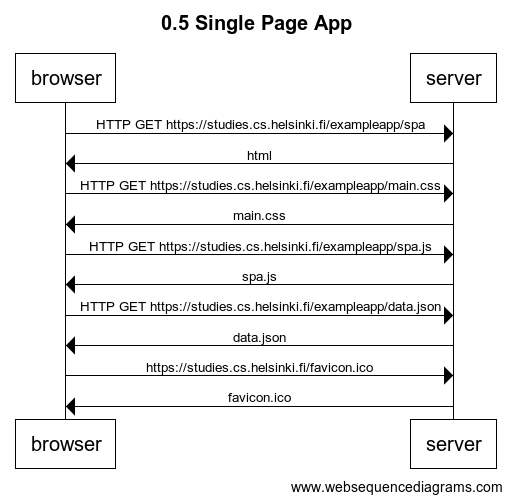 0.5 Single Page App
browser server
HTTP GET https://studies.cs.helsinki.fi/exampleapp/spa
html
HTTP GET https://studies.cs.helsinki.fi/exampleapp/main.css
main.css
HTTP GET https://studies.cs.helsinki.fi/exampleapp/spa.js
spa.js
HTTP GET https://studies.cs.helsinki.fi/exampleapp/data.json
data.json
https://studies.cs.helsinki.fi/favicon.ico
favicon.ico
browser server
www.websequencediagrams.com